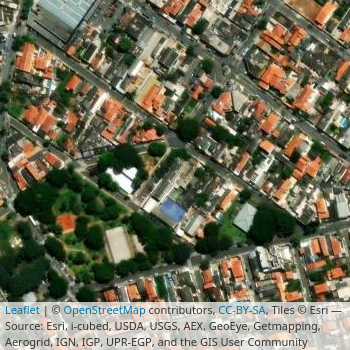 Leaflet | © OpenStreetMap contributors, CC-BY-SA, Tiles © Esri —
Source: Esri, i-cubed, USDA, USGS, AEX, GeoEye, Getmapping,
Aerogrid, IGN, IGP, UPR-EGP, and the GIS User Community